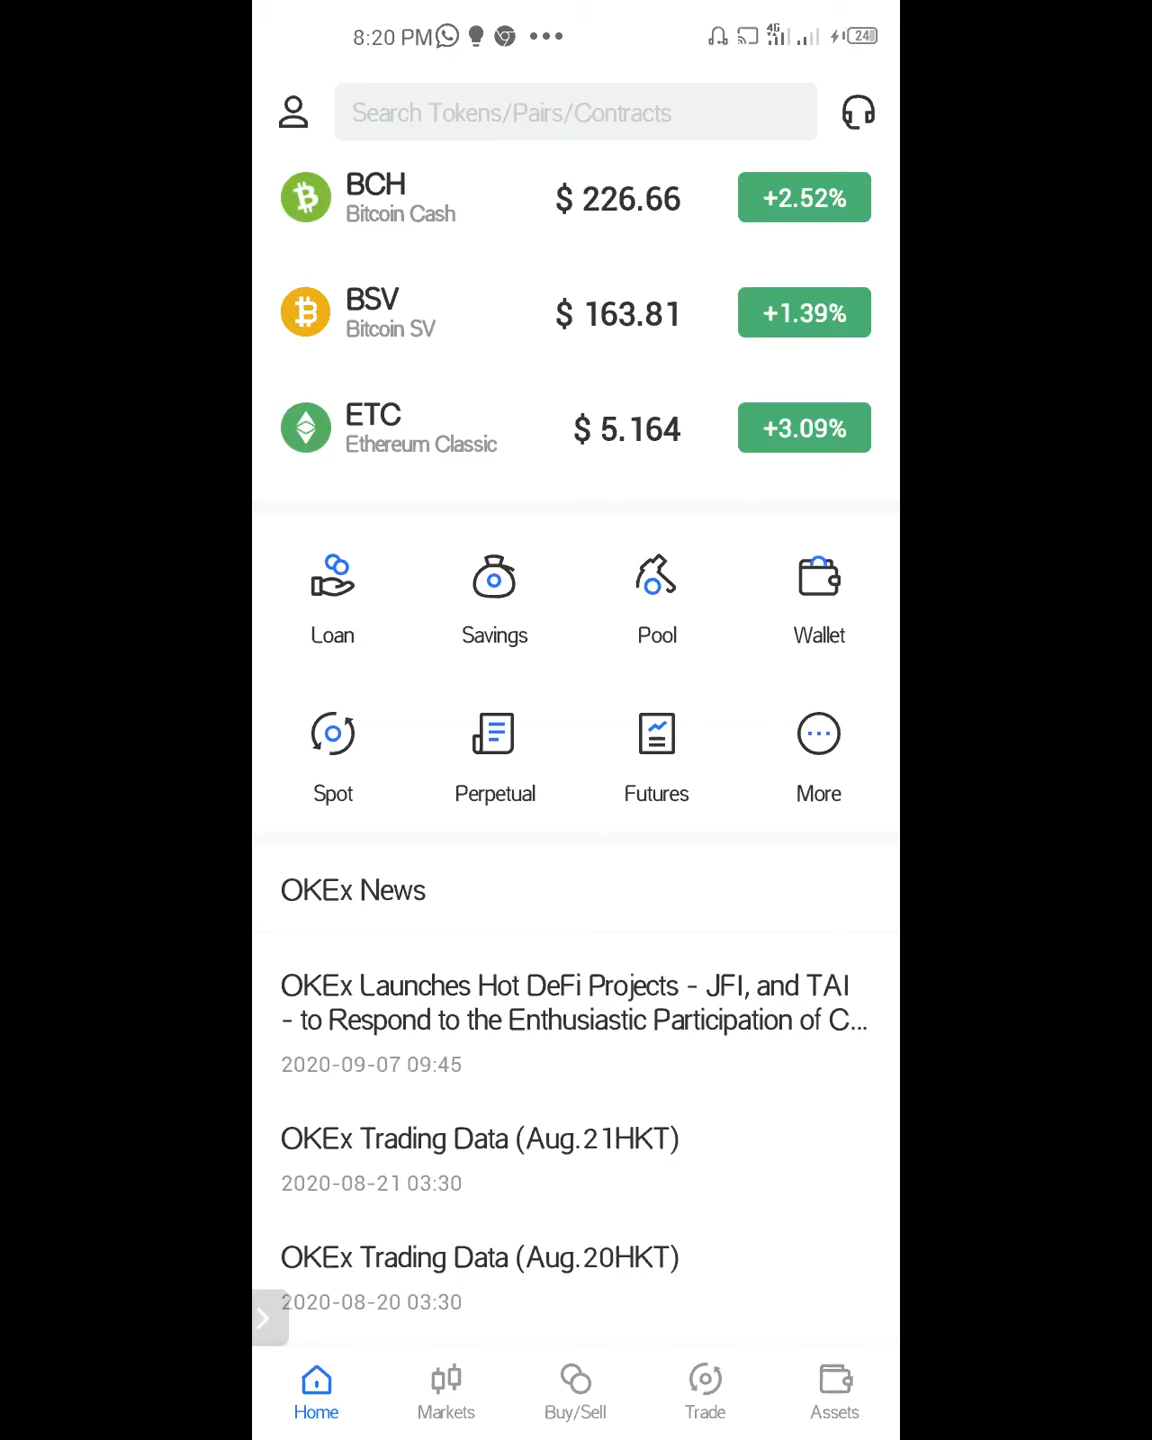 8:20 PM
4G
24
Search Tokens/Pairs/Contracts
BCH
Bitcoin Cash
$ 226.66
+2.52%
BSV
Bitcoin SV
$ 163.81
+1.39%
ETC
Ethereum Classic
$ 5.164
+3.09%
Loan
Savings
Pool
Wallet
Spot
Perpetual
Futures
More
OKEx News
OKEx Launches Hot DeFi Projects - JFI, and TAI
- to Respond to the Enthusiastic Participation of C...
2020-09-07 09:45
OKEx Trading Data (Aug.21HKT)
2020-08-21 03:30
OKEx Trading Data (Aug.20HKT)
2020-08-20 03:30
Home
Markets
Buy/Sell
Trade
Assets